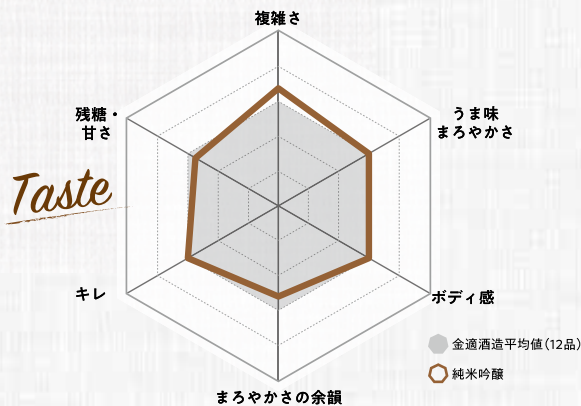 複雑さ
残糖・
甘さ
うま味
まろやかさ
Taste
キレ
ボディ感
まろやかさの余韻
金適酒造平均値(12品)
純米吟醸